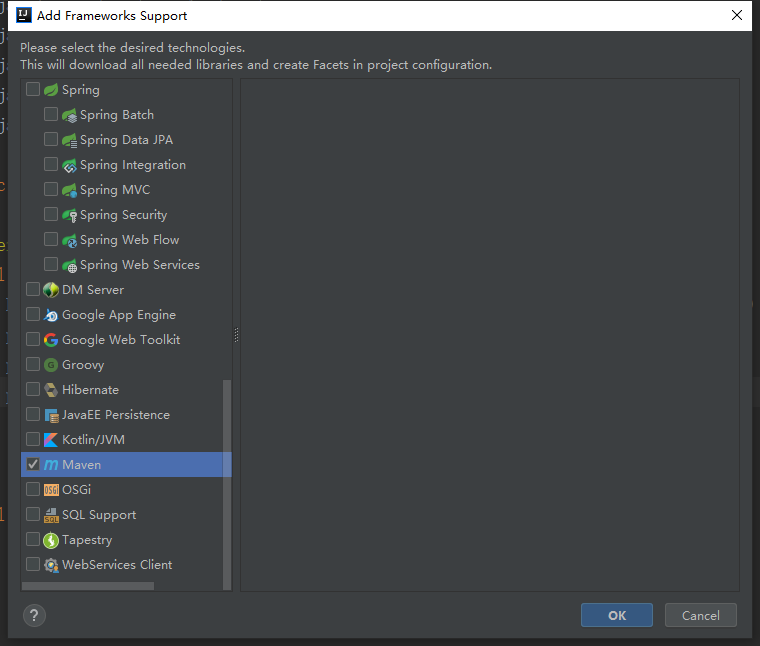 Add Frameworks Support
Please select the desired technologies.
This will download all needed libraries and create Facets in project configuration.
Spring
Spring Batch
Spring Data JPA
Spring Integration
Spring MVC
Spring Security
Spring Web Flow
Spring Web Services
DM Server
Google App Engine
Google Web Toolkit
Groovy
Hibernate
JavaEE Persistence
Kotlin/JVM
Maven
OSGi
SQL Support
Tapestry
WebServices Client
? OK Cancel